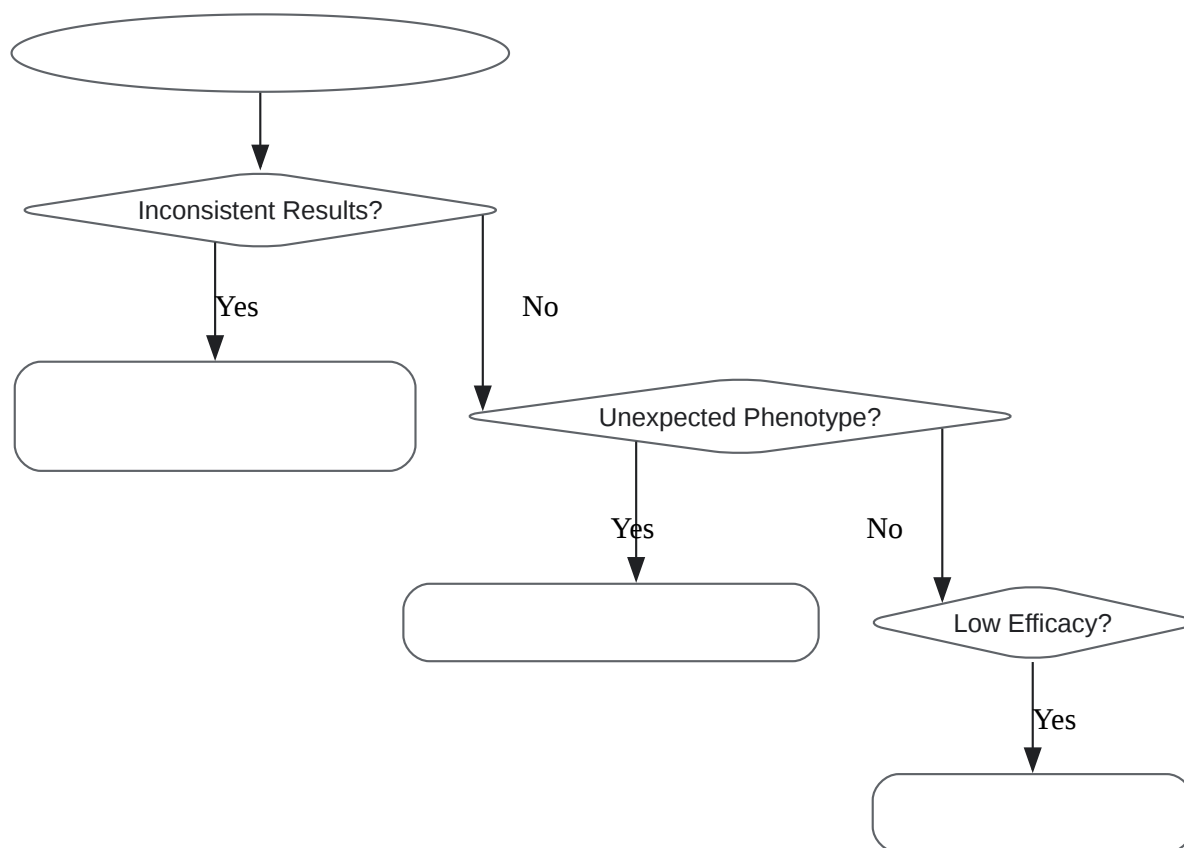 Inconsistent Results?
Yes
No
Unexpected Phenotype?
Yes
No
Low Efficacy?
Yes